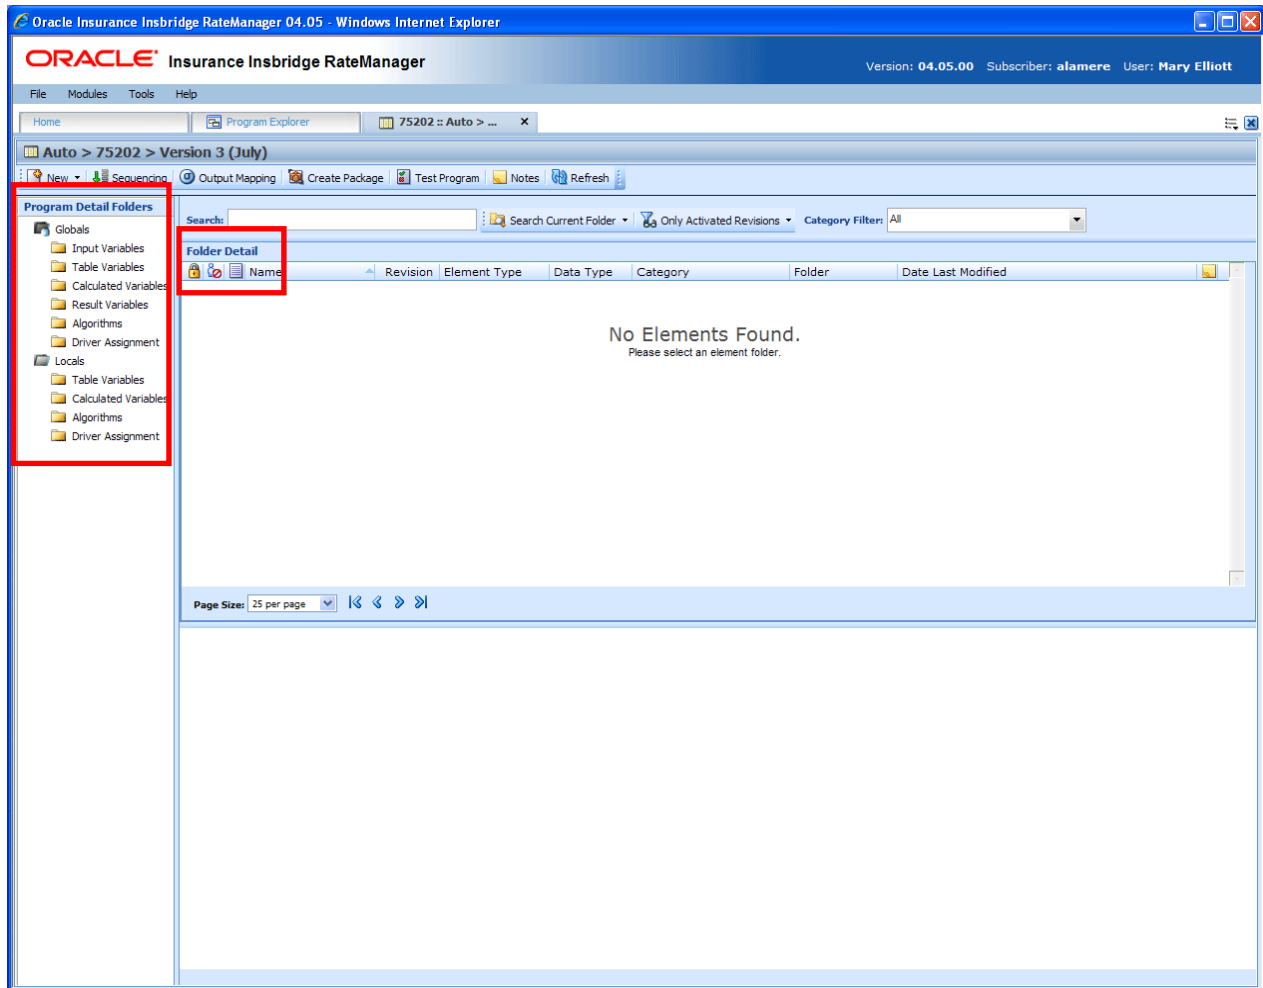 Oracle Insurance Insbridge RateManager 04.05 - Windows Internet Explorer
ORACLE Insurance Insbridge RateManager
Version: 04.05.00 Subscriber: alamere User: Mary Elliott
File Modules Tools Help
Home Program Explorer 75202 :: Auto > ...
Auto > 75202 > Version 3 (July)
New Sequencing Output Mapping Create Package Test Program Notes Refresh
Program Detail Folders
Globals
Input Variables
Table Variables
Calculated Variables
Result Variables
Algorithms
Driver Assignment
Locals
Table Variables
Calculated Variables
Algorithms
Driver Assignment
Search: Search Current Folder Only Activated Revisions Category Filter: All
Folder Detail
Name Revision Element Type Data Type Category Folder Date Last Modified
No Elements Found.
Please select an element folder.
Page Size: 25 per page